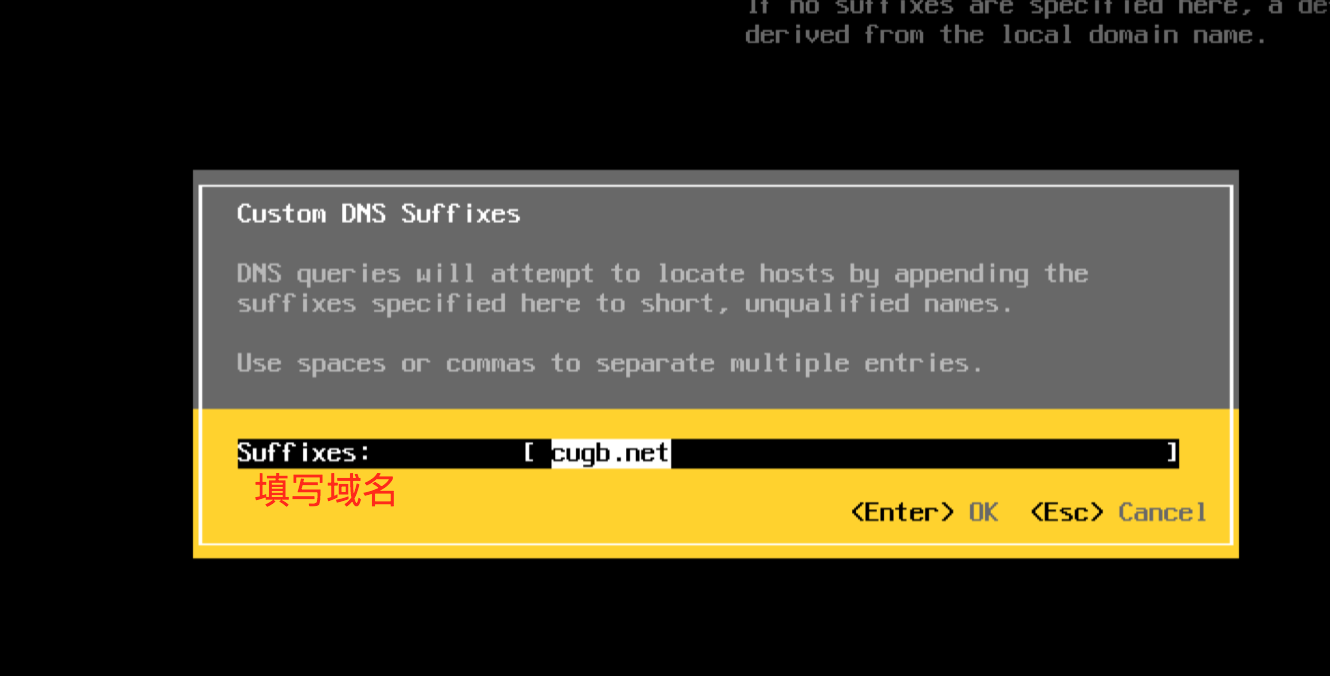 If no suffixes are specified here, a de
derived from the local domain name.
Custom DNS Suffixes
DNS queries will attempt to locate hosts by appending the
suffixes specified here to short, unqualified names.
Use spaces or commas to separate multiple entries.
Suffixes: [ cugb.net ]
填写域名
<Enter> OK <Esc> Cancel